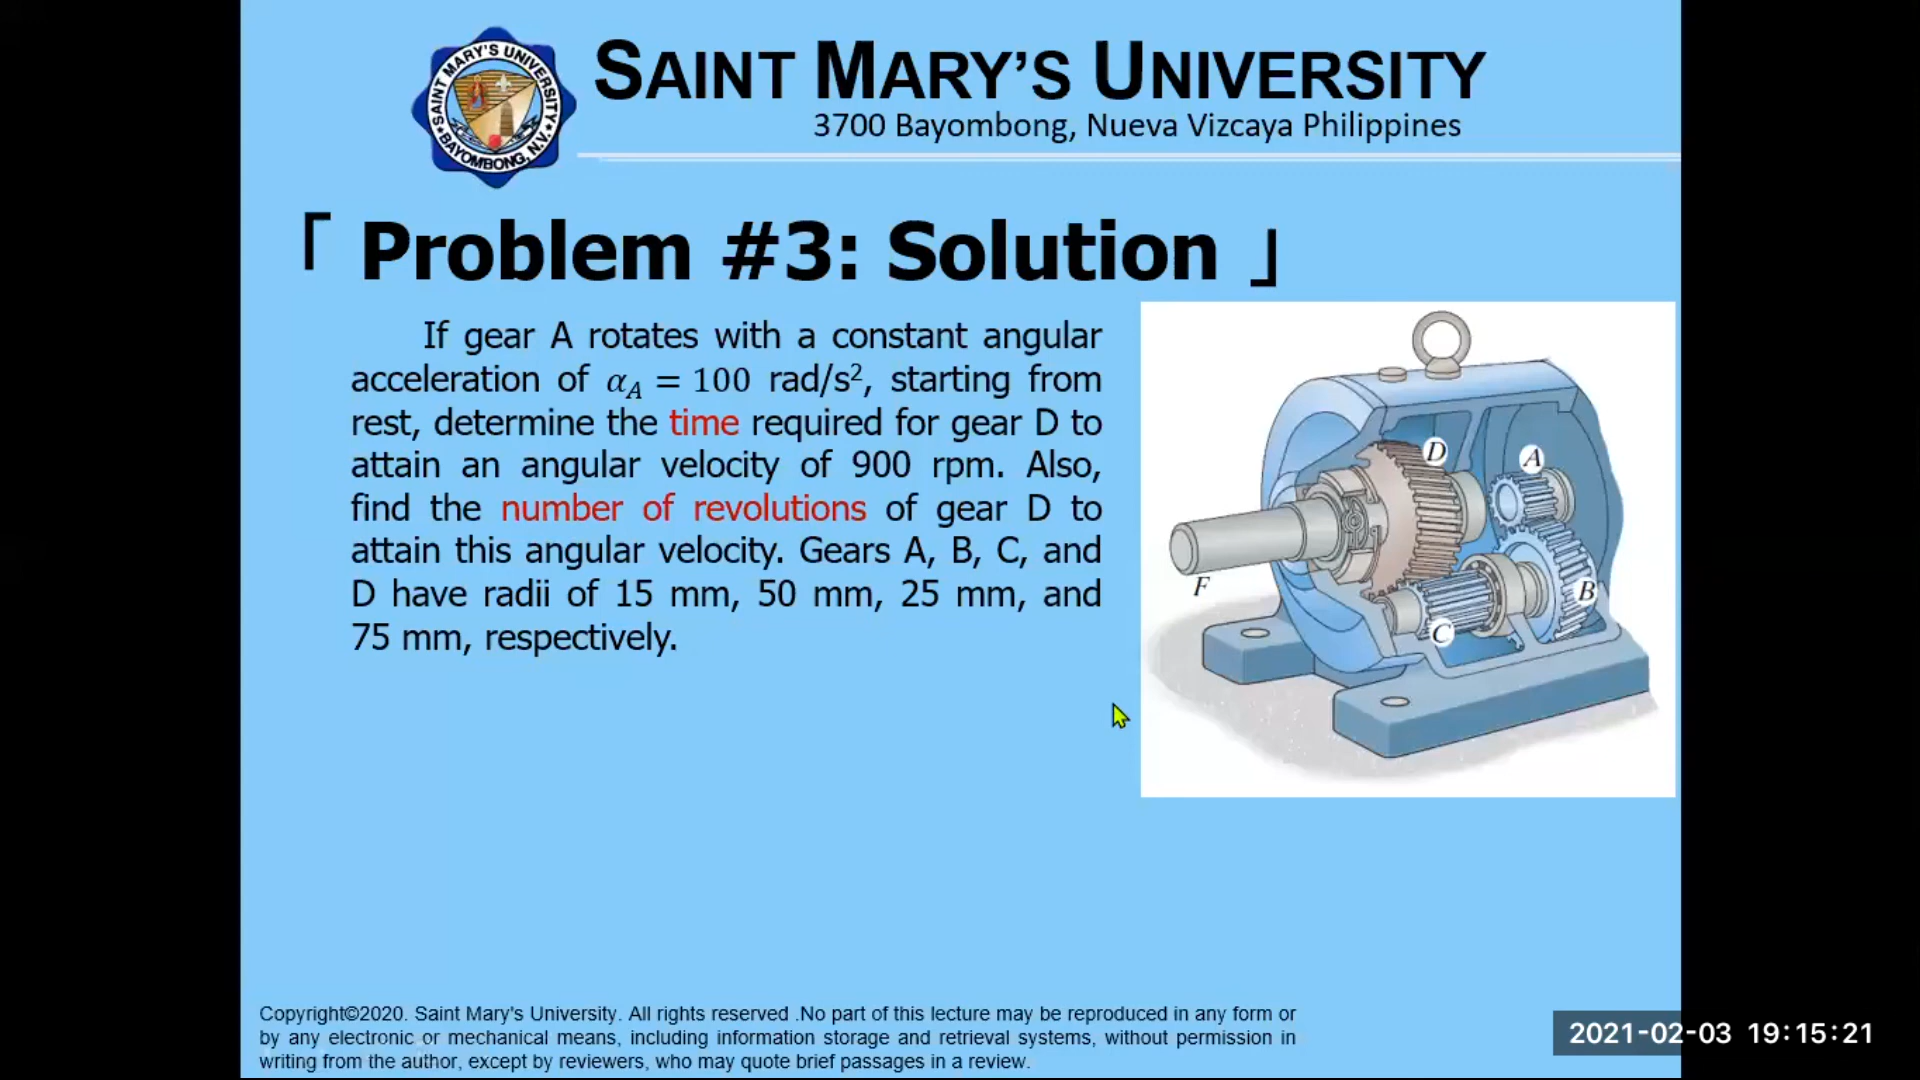 SAINT MARY'S UNIVERSITY
BAYOMBONG, N.V.
SAINT MARY'S UNIVERSITY
3700 Bayombong, Nueva Vizcaya Philippines
「 Problem #3: Solution 」
If gear A rotates with a constant angular
acceleration of α_A = 100 rad/s², starting from
rest, determine the time required for gear D to
attain an angular velocity of 900 rpm. Also,
find the number of revolutions of gear D to
attain this angular velocity. Gears A, B, C, and
D have radii of 15 mm, 50 mm, 25 mm, and
75 mm, respectively.
D
A
F
B
C
Copyright©2020. Saint Mary's University. All rights reserved .No part of this lecture may be reproduced in any form or
by any electronic or mechanical means, including information storage and retrieval systems, without permission in
writing from the author, except by reviewers, who may quote brief passages in a review.
2021-02-03 19:15:21